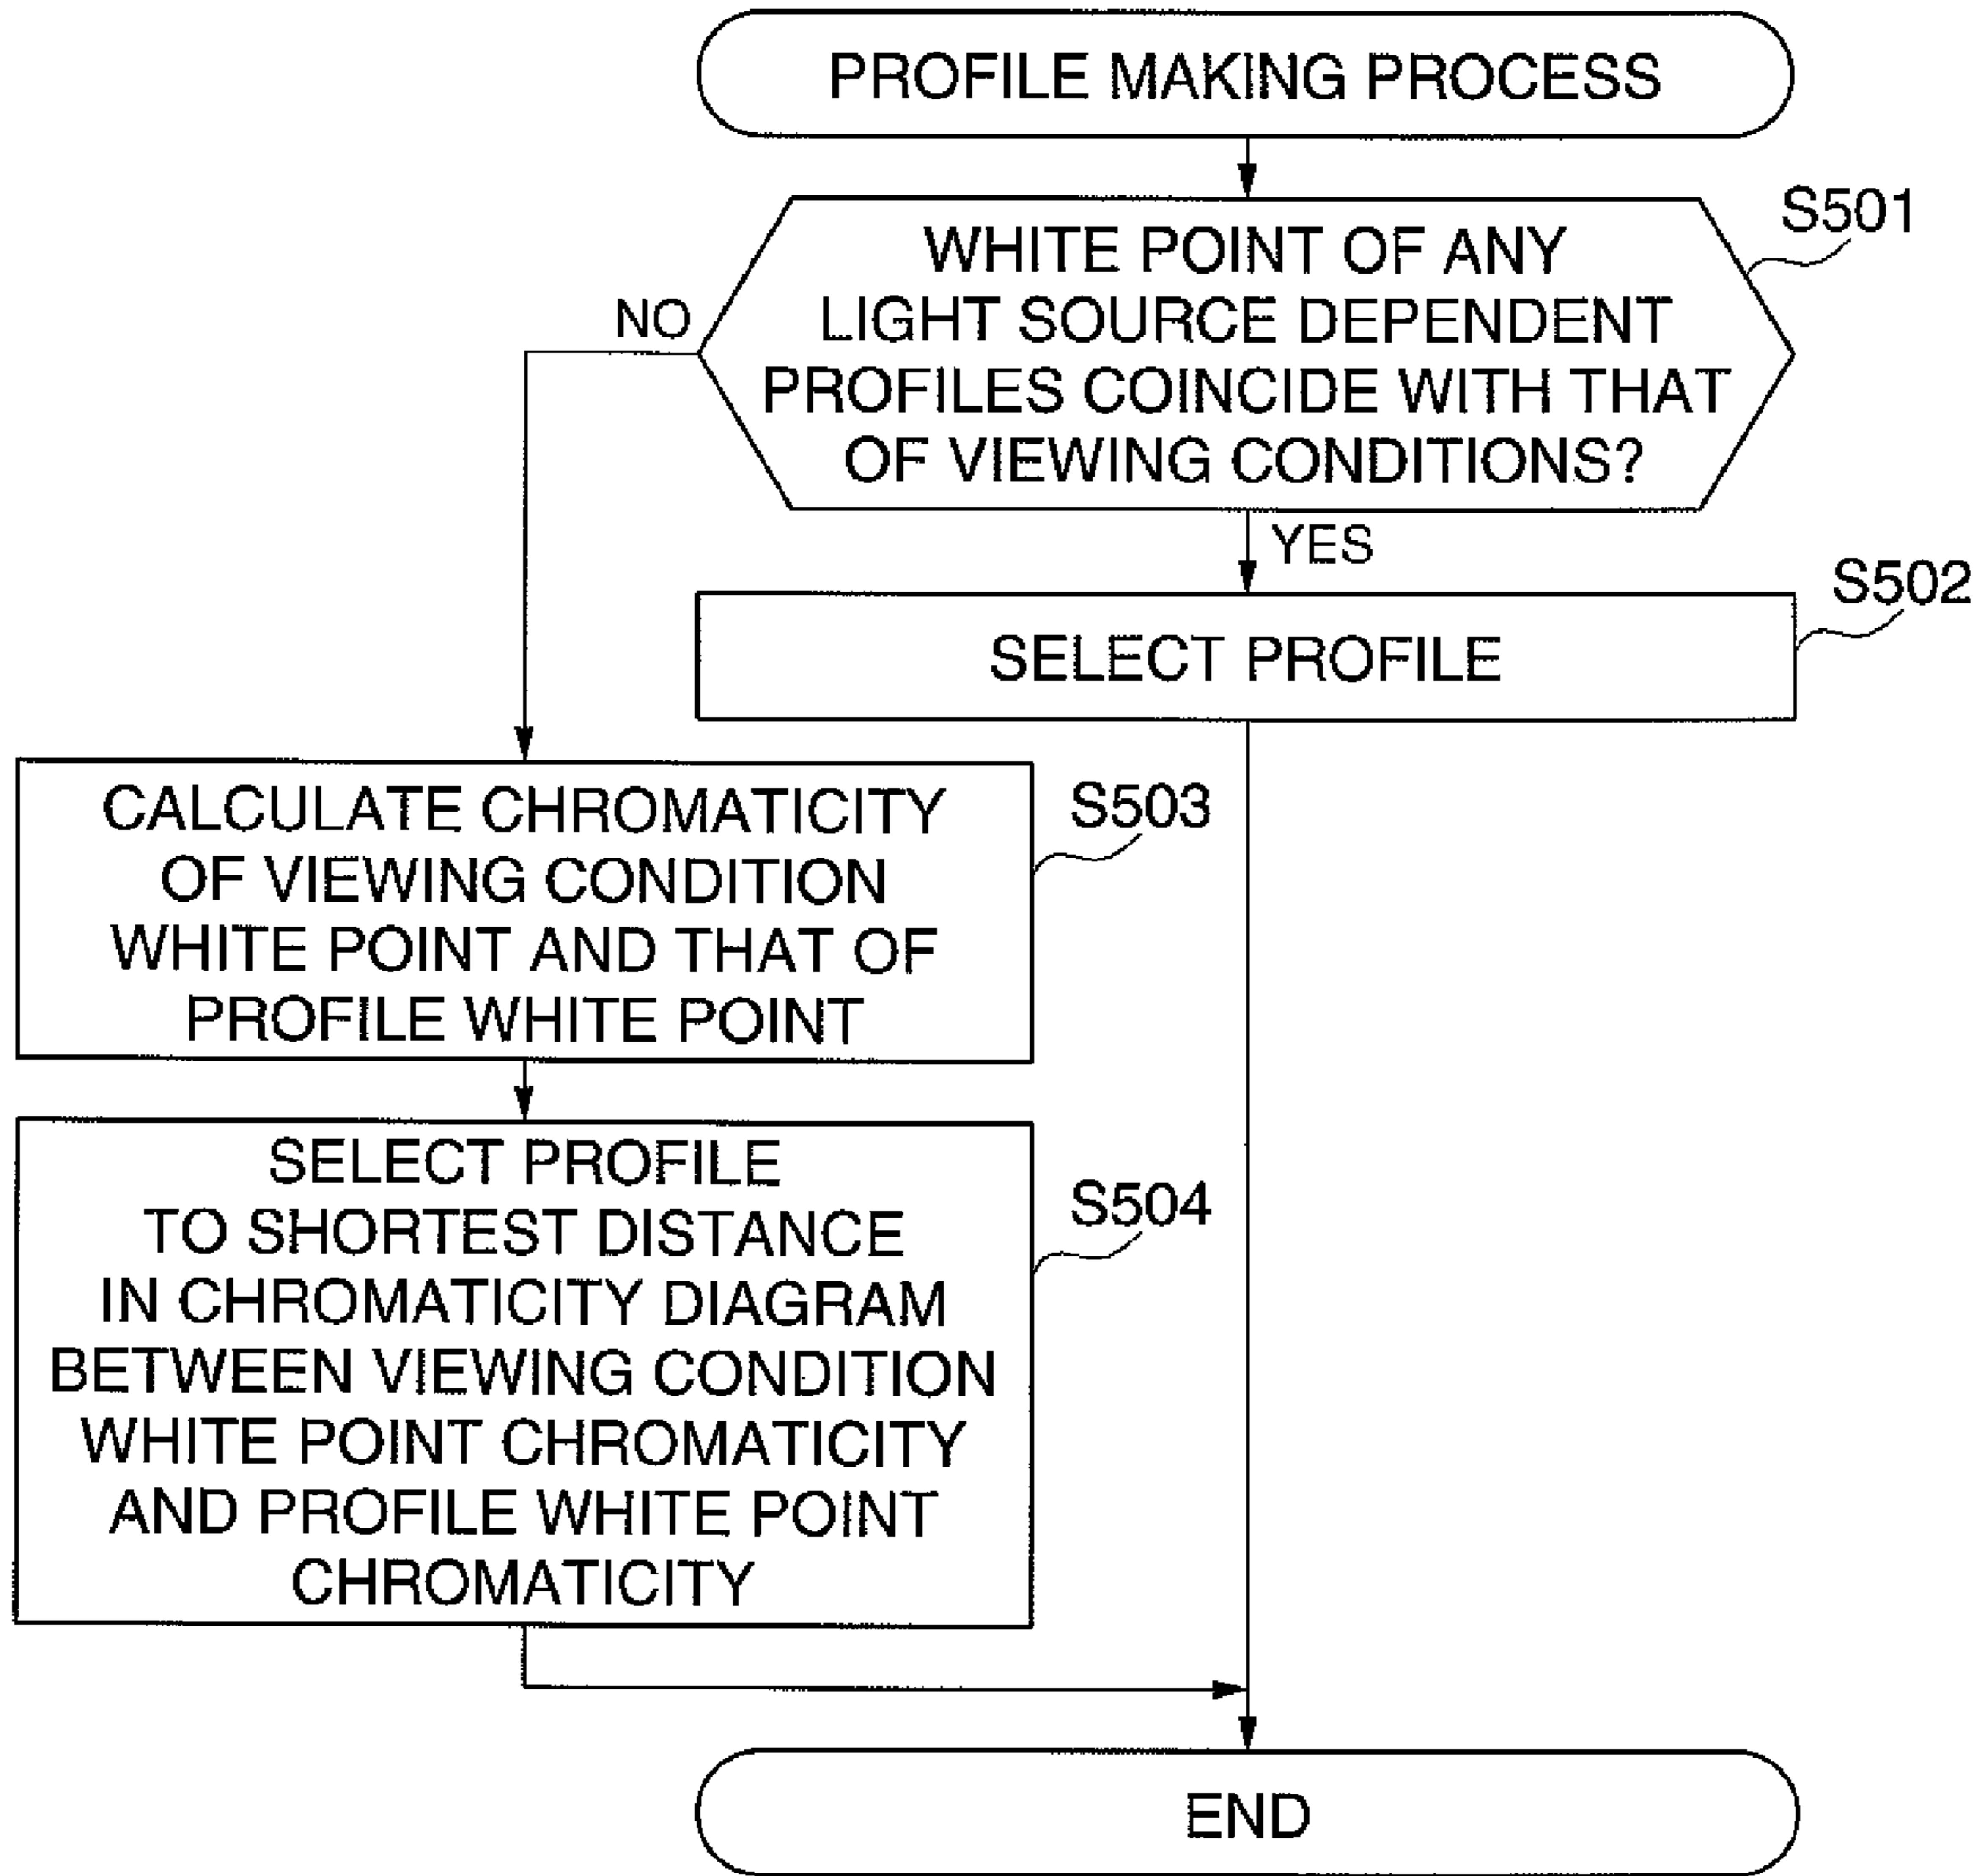 PROFILE MAKING PROCESS
S501
WHITE POINT OF ANY
LIGHT SOURCE DEPENDENT
PROFILES COINCIDE WITH THAT
OF VIEWING CONDITIONS?
NO
YES
S502
SELECT PROFILE
S503
CALCULATE CHROMATICITY
OF VIEWING CONDITION
WHITE POINT AND THAT OF
PROFILE WHITE POINT
S504
SELECT PROFILE
TO SHORTEST DISTANCE
IN CHROMATICITY DIAGRAM
BETWEEN VIEWING CONDITION
WHITE POINT CHROMATICITY
AND PROFILE WHITE POINT
CHROMATICITY
END